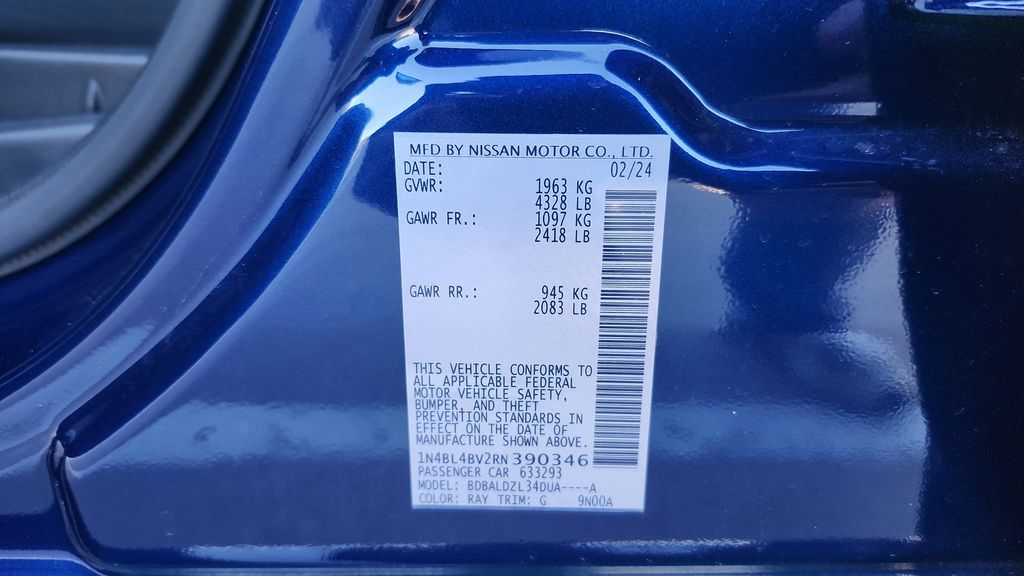 MFD BY NISSAN MOTOR CO., LTD.
DATE: 02/24
GVWR: 1963 KG
4328 LB
GAWR FR.: 1097 KG
2418 LB
GAWR RR.: 945 KG
2083 LB
THIS VEHICLE CONFORMS TO
ALL APPLICABLE FEDERAL
MOTOR VEHICLE SAFETY,
BUMPER, AND THEFT
PREVENTION STANDARDS IN
EFFECT ON THE DATE OF
MANUFACTURE SHOWN ABOVE.
1N4BL4BV2RN390346
PASSENGER CAR 633293
MODEL: BDBALDZL34DUA----A
COLOR: RAY TRIM: G 9N00A